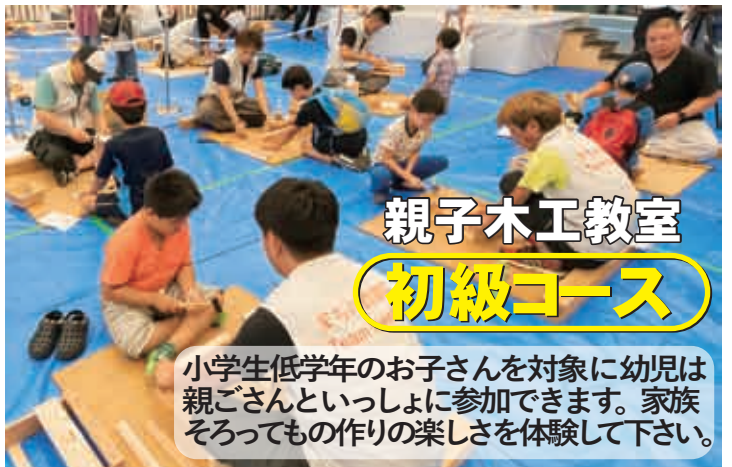 親子木工教室
初級コース
小学生低学年のお子さんを対象に幼児は
親ごさんといっしょに参加できます。家族
そろってもの作りの楽しさを体験して下さい。